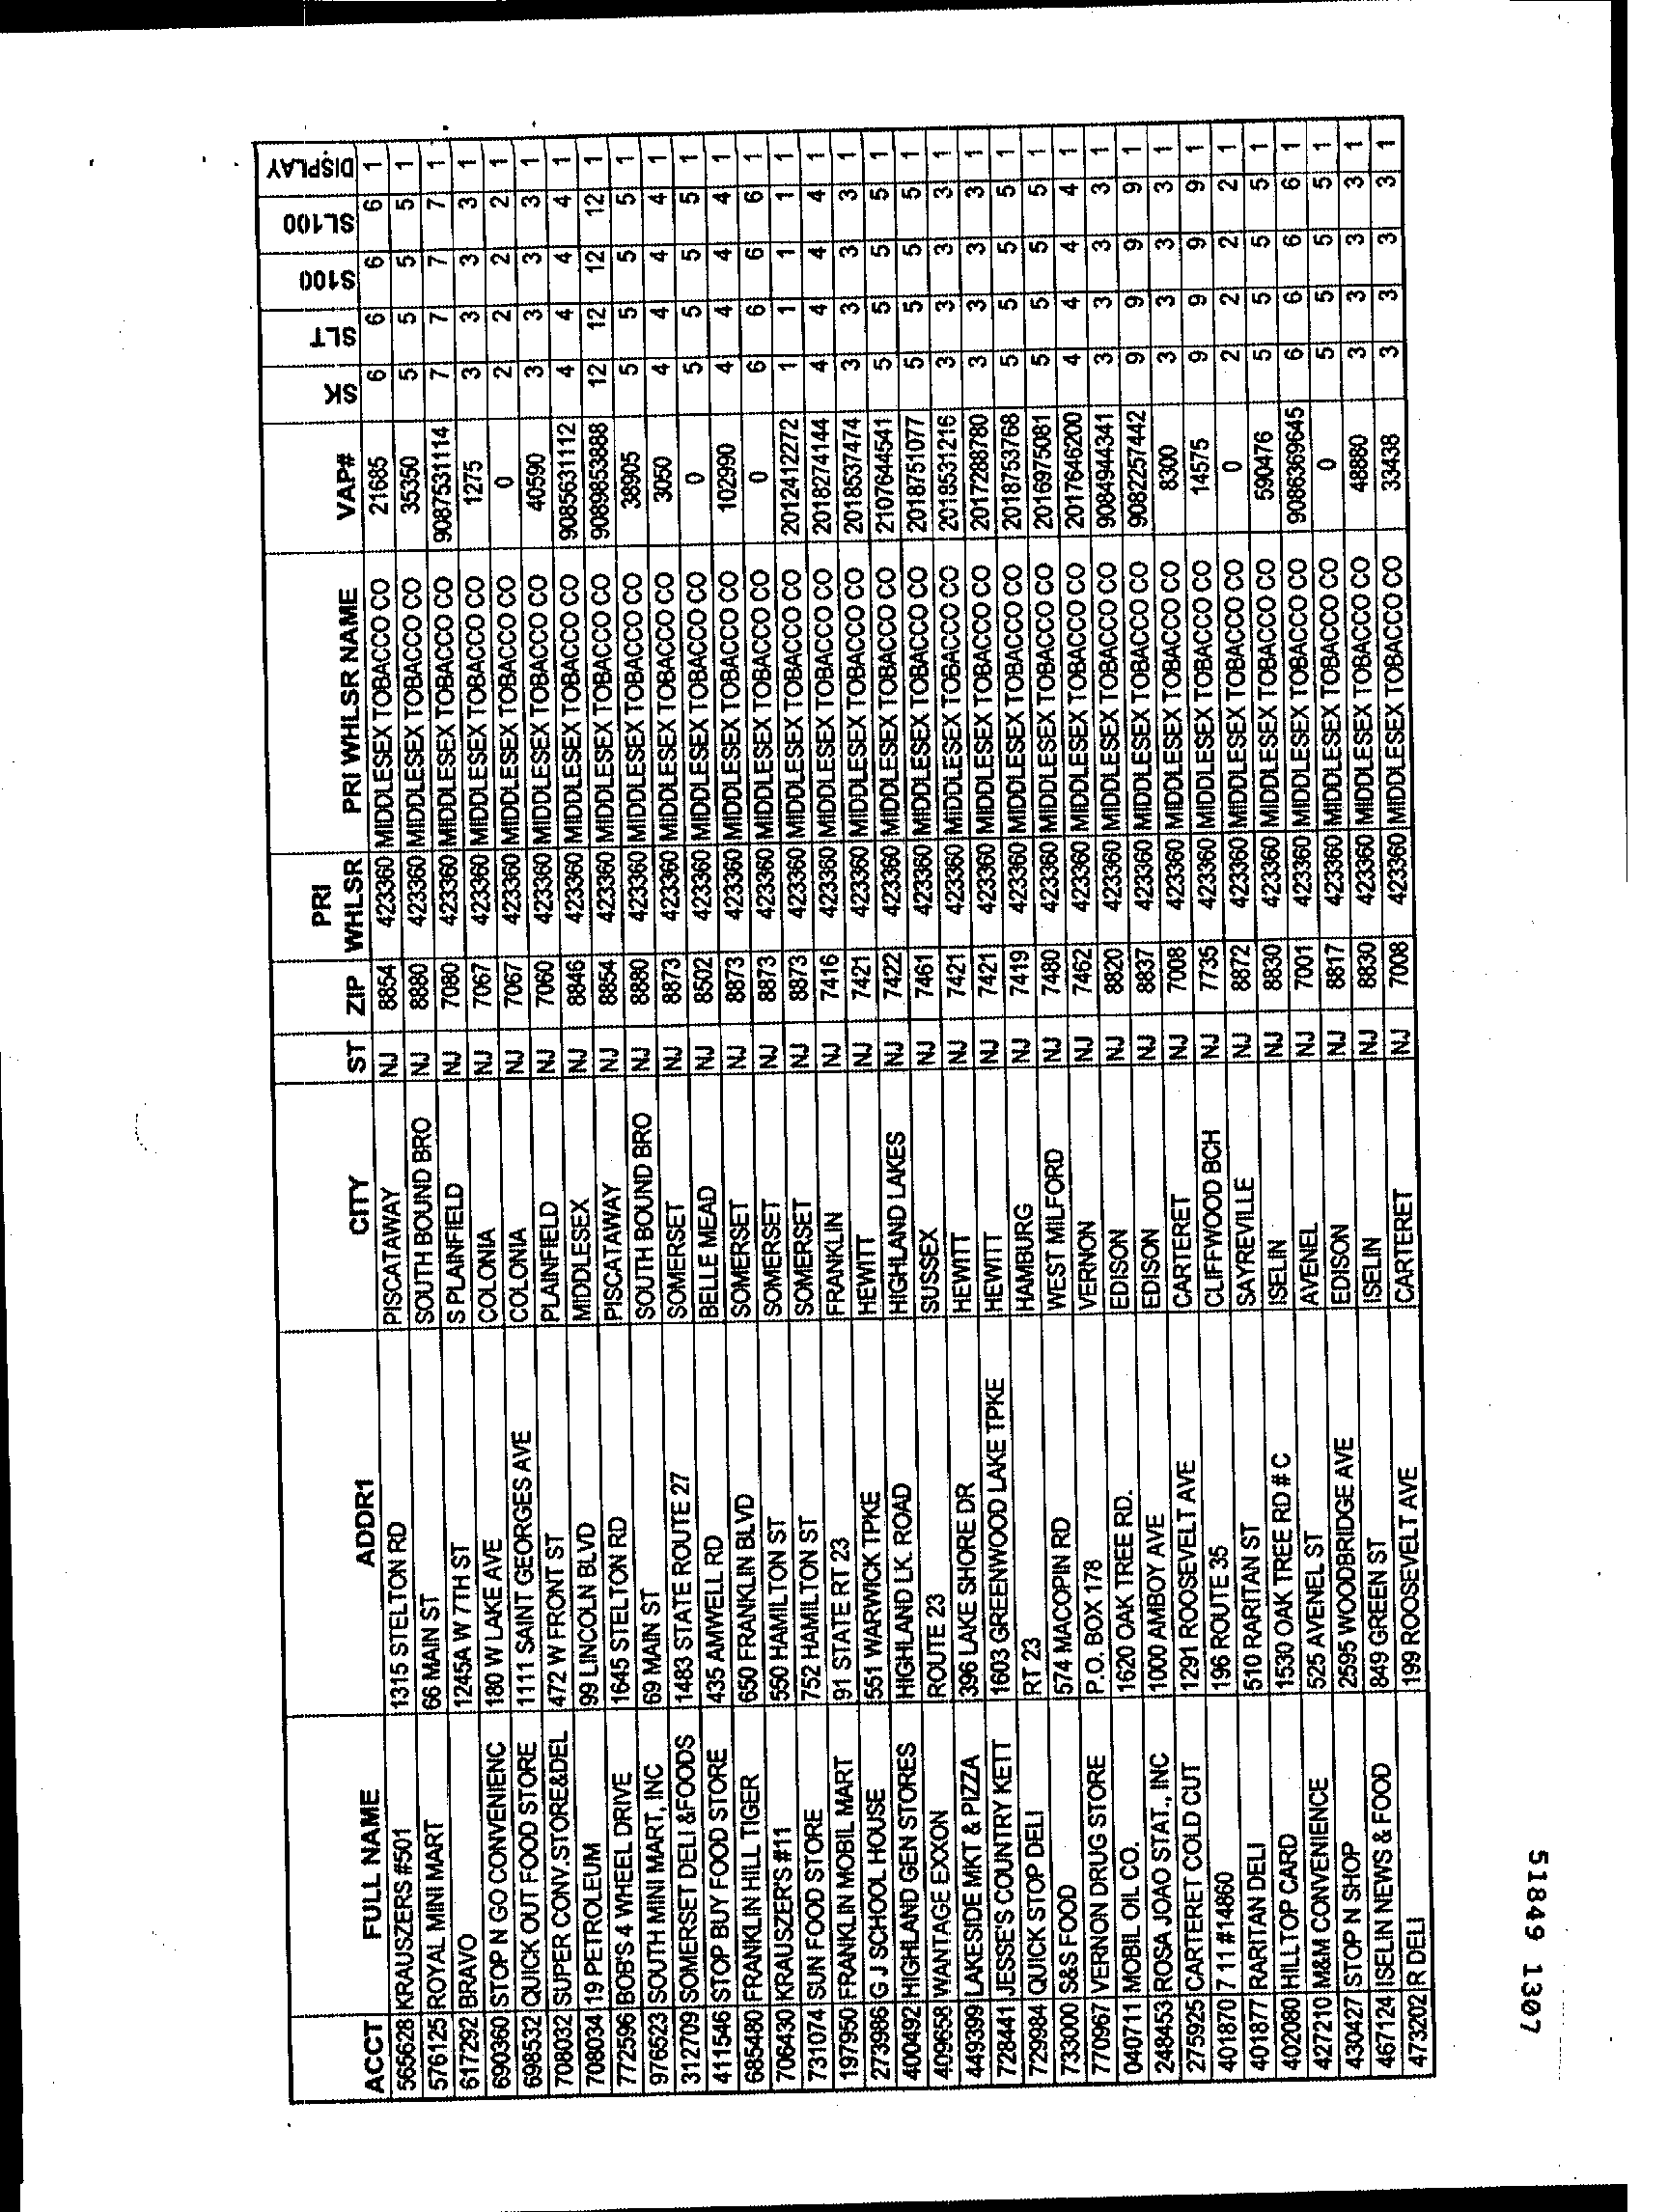 ACCT FULL NAME ADDR1 CITY ST ZIP PRI WHLSR PRI WHLSR NAME VAP# SK SLT S100 SL100 DISPLAY
565628 KRAUSZERS #501 1315 STELTON RD PISCATAWAY NJ 8854 423360 MIDDLESEX TOBACCO CO 21685 6 6 6 6 1
576125 ROYAL MINI MART 66 MAIN ST SOUTH BOUND BRO NJ 8880 423360 MIDDLESEX TOBACCO CO 35350 5 5 5 5 1
617292 BRAVO 1245A W 7TH ST S PLAINFIELD NJ 7080 423360 MIDDLESEX TOBACCO CO 9087531114 7 7 7 7 1
690360 STOP N GO CONVENIENC 180 W LAKE AVE COLONIA NJ 7067 423360 MIDDLESEX TOBACCO CO 1275 3 3 3 3 1
698532 QUICK OUT FOOD STORE 1111 SAINT GEORGES AVE COLONIA NJ 7067 423360 MIDDLESEX TOBACCO CO 0 2 2 2 2 1
708032 SUPER CONV.STORE&DEL 472 W FRONT ST PLAINFIELD NJ 7060 423360 MIDDLESEX TOBACCO CO 40590 3 3 3 3 1
708034 19 PETROLEUM 99 LINCOLN BLVD MIDDLESEX NJ 8846 423360 MIDDLESEX TOBACCO CO 9085631112 4 4 4 4 1
772596 BOB'S 4 WHEEL DRIVE 1645 STELTON RD PISCATAWAY NJ 8854 423360 MIDDLESEX TOBACCO CO 9089853888 12 12 12 12 1
976523 SOUTH MINI MART, INC 69 MAIN ST SOUTH BOUND BRO NJ 8880 423360 MIDDLESEX TOBACCO CO 38905 5 5 5 5 1
312709 SOMERSET DELI &FOODS 1483 STATE ROUTE 27 SOMERSET NJ 8873 423360 MIDDLESEX TOBACCO CO 3050 4 4 4 4 1
411546 STOP BUY FOOD STORE 435 AMWELL RD BELLE MEAD NJ 8502 423360 MIDDLESEX TOBACCO CO 0 5 5 5 5 1
685480 FRANKLIN HILL TIGER 650 FRANKLIN BLVD SOMERSET NJ 8873 423360 MIDDLESEX TOBACCO CO 102990 4 4 4 4 1
706430 KRAUSZER'S #11 550 HAMILTON ST SOMERSET NJ 8873 423360 MIDDLESEX TOBACCO CO 0 6 6 6 6 1
731074 SUN FOOD STORE 752 HAMILTON ST SOMERSET NJ 8873 423360 MIDDLESEX TOBACCO CO 2012412272 1 1 1 1 1
197950 FRANKLIN MOBIL MART 91 STATE RT 23 FRANKLIN NJ 7416 423360 MIDDLESEX TOBACCO CO 2018274144 4 4 4 4 1
273986 G J SCHOOL HOUSE 551 WARWICK TPKE HEWITT NJ 7421 423360 MIDDLESEX TOBACCO CO 2018537474 3 3 3 3 1
400492 HIGHLAND GEN STORES HIGHLAND LK. ROAD HIGHLAND LAKES NJ 7422 423360 MIDDLESEX TOBACCO CO 2107644541 5 5 5 5 1
409658 WANTAGE EXXON ROUTE 23 SUSSEX NJ 7461 423360 MIDDLESEX TOBACCO CO 2018751077 5 5 5 5 1
449399 LAKESIDE MKT & PIZZA 396 LAKE SHORE DR HEWITT NJ 7421 423360 MIDDLESEX TOBACCO CO 2018531216 3 3 3 3 1
728441 JESSE'S COUNTRY KETT 1603 GREENWOOD LAKE TPKE HEWITT NJ 7421 423360 MIDDLESEX TOBACCO CO 2017288780 3 3 3 3 1
729984 QUICK STOP DELI RT 23 HAMBURG NJ 7419 423360 MIDDLESEX TOBACCO CO 2018753768 5 5 5 5 1
733000 S&S FOOD 574 MACOPIN RD WEST MILFORD NJ 7480 423360 MIDDLESEX TOBACCO CO 2016975081 5 5 5 5 1
770967 VERNON DRUG STORE P.O. BOX 178 VERNON NJ 7462 423360 MIDDLESEX TOBACCO CO 2017646200 4 4 4 4 1
040711 MOBIL OIL CO. 1620 OAK TREE RD. EDISON NJ 8820 423360 MIDDLESEX TOBACCO CO 9084944341 3 3 3 3 1
248453 ROSA JOAO STAT., INC 1000 AMBOY AVE EDISON NJ 8837 423360 MIDDLESEX TOBACCO CO 9082257442 9 9 9 9 1
275925 CARTERET COLD CUT 1291 ROOSEVELT AVE CARTERET NJ 7008 423360 MIDDLESEX TOBACCO CO 8300 3 3 3 3 1
401870 7 11 #14860 196 ROUTE 35 CLIFFWOOD BCH NJ 7735 423360 MIDDLESEX TOBACCO CO 14575 9 9 9 9 1
401877 RARITAN DELI 510 RARITAN ST SAYREVILLE NJ 8872 423360 MIDDLESEX TOBACCO CO 0 2 2 2 2 1
402080 HILLTOP CARD 1530 OAK TREE RD # C ISELIN NJ 8830 423360 MIDDLESEX TOBACCO CO 590476 5 5 5 5 1
427210 M&M CONVENIENCE 525 AVENEL ST AVENEL NJ 7001 423360 MIDDLESEX TOBACCO CO 9086369645 6 6 6 6 1
430427 STOP N SHOP 2595 WOODBRIDGE AVE EDISON NJ 8817 423360 MIDDLESEX TOBACCO CO 0 5 5 5 5 1
467124 ISELIN NEWS & FOOD 849 GREEN ST ISELIN NJ 8830 423360 MIDDLESEX TOBACCO CO 48880 3 3 3 3 1
473202 R DELI 199 ROOSEVELT AVE CARTERET NJ 7008 423360 MIDDLESEX TOBACCO CO 33438 3 3 3 3 1
51849 1307